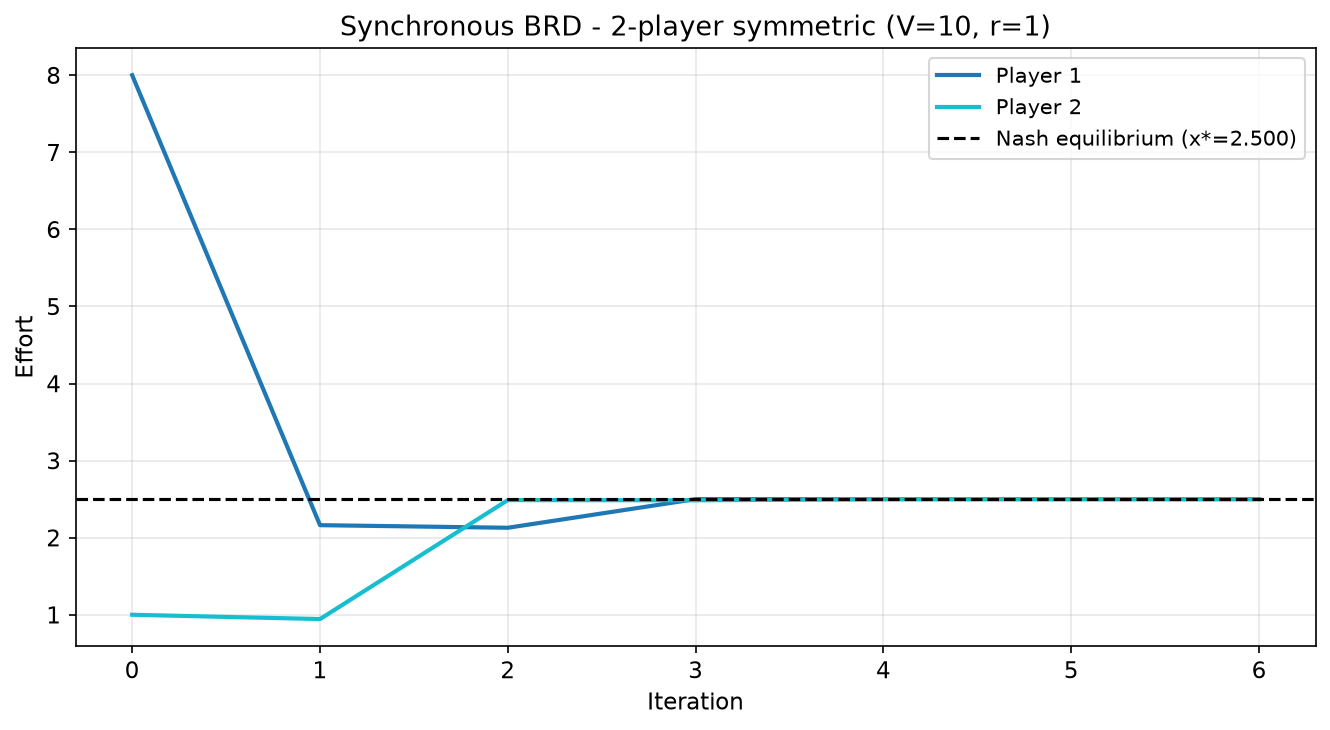 Synchronous BRD - 2-player symmetric (V=10, r=1)
Player 1
Player 2
Nash equilibrium (x*=2.500)
8
7
6
5
4
3
2
1
Effort
0 1 2 3 4 5 6
Iteration